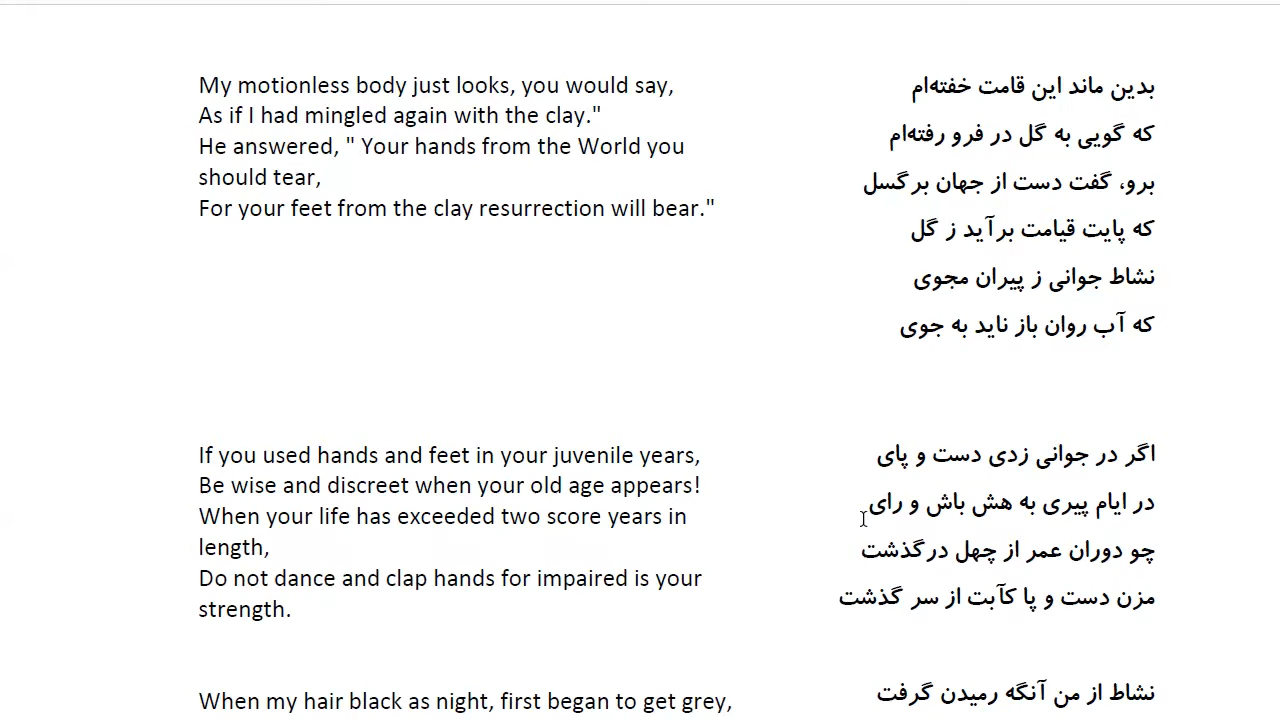 My motionless body just looks, you would say,
As if I had mingled again with the clay."
He answered, " Your hands from the World you
should tear,
For your feet from the clay resurrection will bear."
بدین ماند این قامت خفته‌ام
که گویی به گل در فرو رفته‌ام
برو، گفت دست از جهان برگسل
که پایت قیامت برآید ز گل
نشاط جوانی ز پیران مجوی
که آب روان باز ناید به جوی
If you used hands and feet in your juvenile years,
Be wise and discreet when your old age appears!
When your life has exceeded two score years in
length,
Do not dance and clap hands for impaired is your
strength.
اگر در جوانی زدی دست و پای
در ایام پیری به هش باش و رای
چو دوران عمر از چهل درگذشت
مزن دست و پا کآبت از سر گذشت
When my hair black as night, first began to get grey,
نشاط از من آنگه رمیدن گرفت